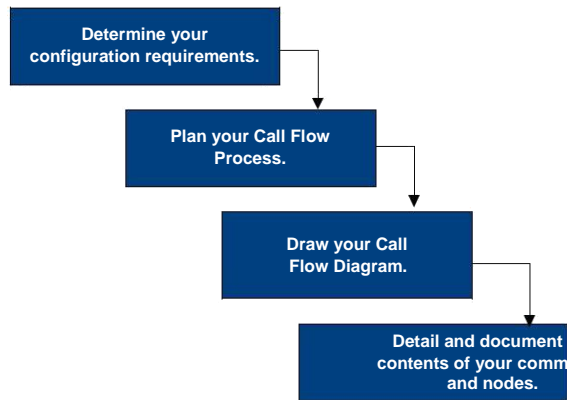 Determine your
configuration requirements.
Plan your Call Flow
Process.
Draw your Call
Flow Diagram.
Detail and document
contents of your comm
and nodes.